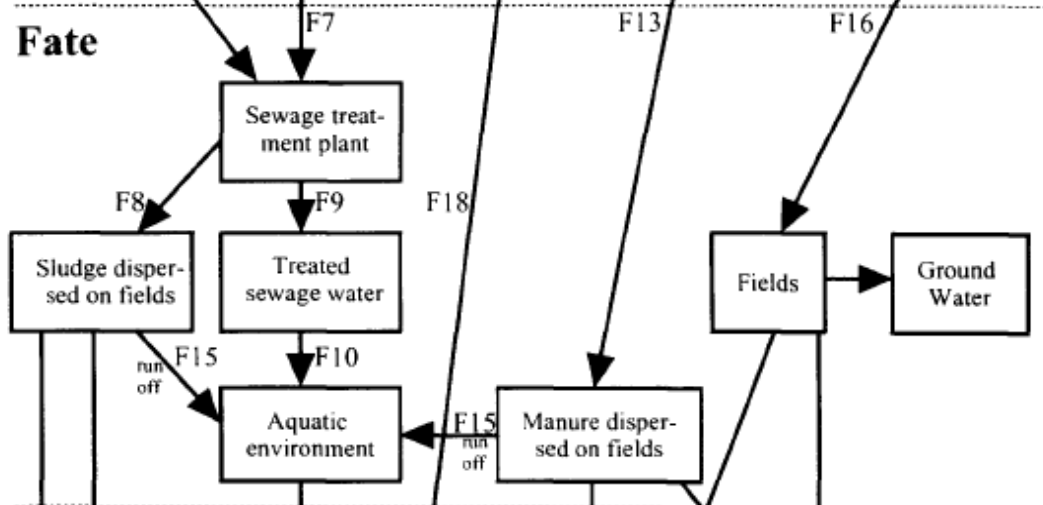 F7
F13
F16
Fate
Sewage treat-
ment plant
F8
F9
F18
Sludge disper-
sed on fields
Treated
sewage water
Fields
Ground
Water
run
off
F15
F10
Aquatic
environment
F15
run
off
Manure disper-
sed on fields